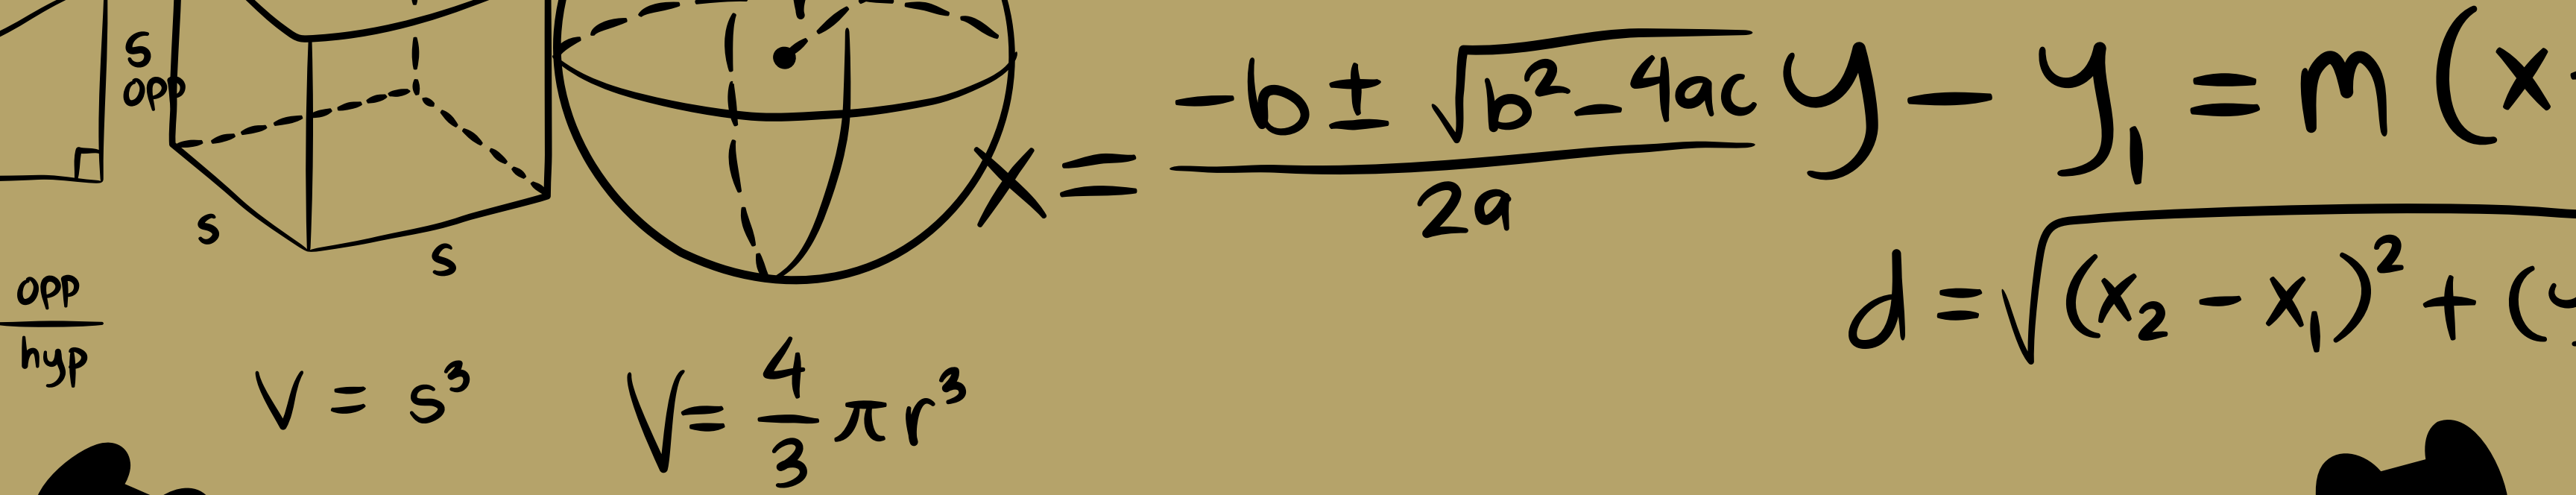 s
opp
s
s
opp
hyp
V = s³
V = 4/3 π r³
x = -b ± √b² - 4ac
2a
y - y₁ = m (x-
d = √(x₂ - x₁)² + (